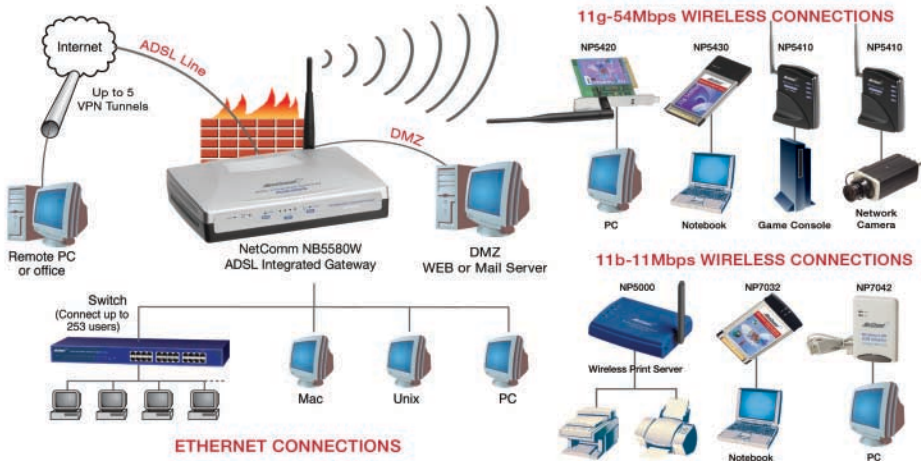 Internet
ADSL Line
Up to 5
VPN Tunnels
DMZ
Remote PC
or office
NetComm NB5580W
ADSL Integrated Gateway
DMZ
WEB or Mail Server
Switch
(Connect up to
253 users)
Mac
Unix
PC
ETHERNET CONNECTIONS
11g-54Mbps WIRELESS CONNECTIONS
NP5420
NP5430
NP5410
NP5410
PC
Notebook
Game Console
Network
Camera
11b-11Mbps WIRELESS CONNECTIONS
NP5000
NP7032
NP7042
Wireless Print Server
Notebook
PC